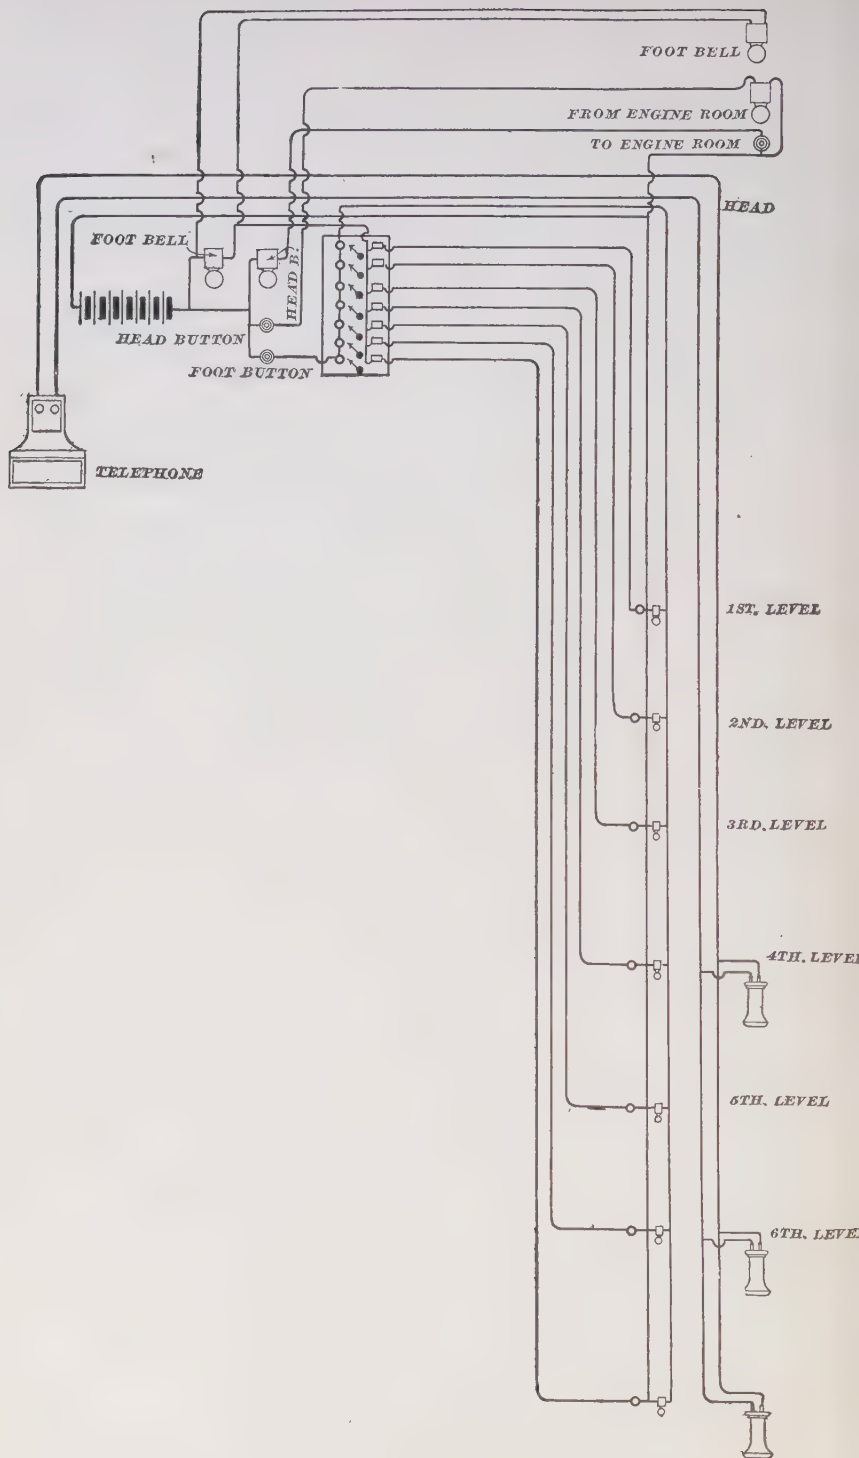 FOOT BELL
FROM ENGINE ROOM
TO ENGINE ROOM
HEAD
FOOT BELL
HEAD B.
HEAD BUTTON
FOOT BUTTON
TELEPHONE
1ST. LEVEL
2ND. LEVEL
3RD. LEVEL
4TH. LEVEL
5TH. LEVEL
6TH. LEVEL